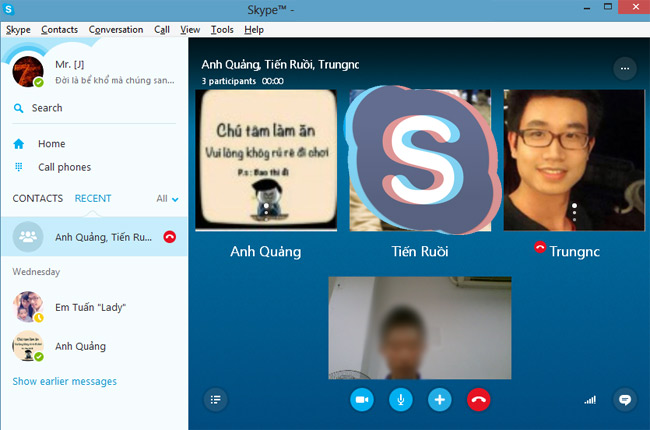 Skype™ -
Skype Contacts Conversation Call View Tools Help
Mr. [J]
Đời là bể khổ mà chúng san...
Search
Home
Call phones
CONTACTS RECENT All
Anh Quảng, Tiến Ru...
Wednesday
Em Tuấn "Lady"
Anh Quảng
Show earlier messages
Anh Quảng, Tiến Ruồi, Trungnc
3 participants 00:00
Chú tâm làm ăn
Vui lòng không rủ rê đi chơi
P.s: Bao thì đi
S
Anh Quảng
Tiến Ruồi
Trungnc